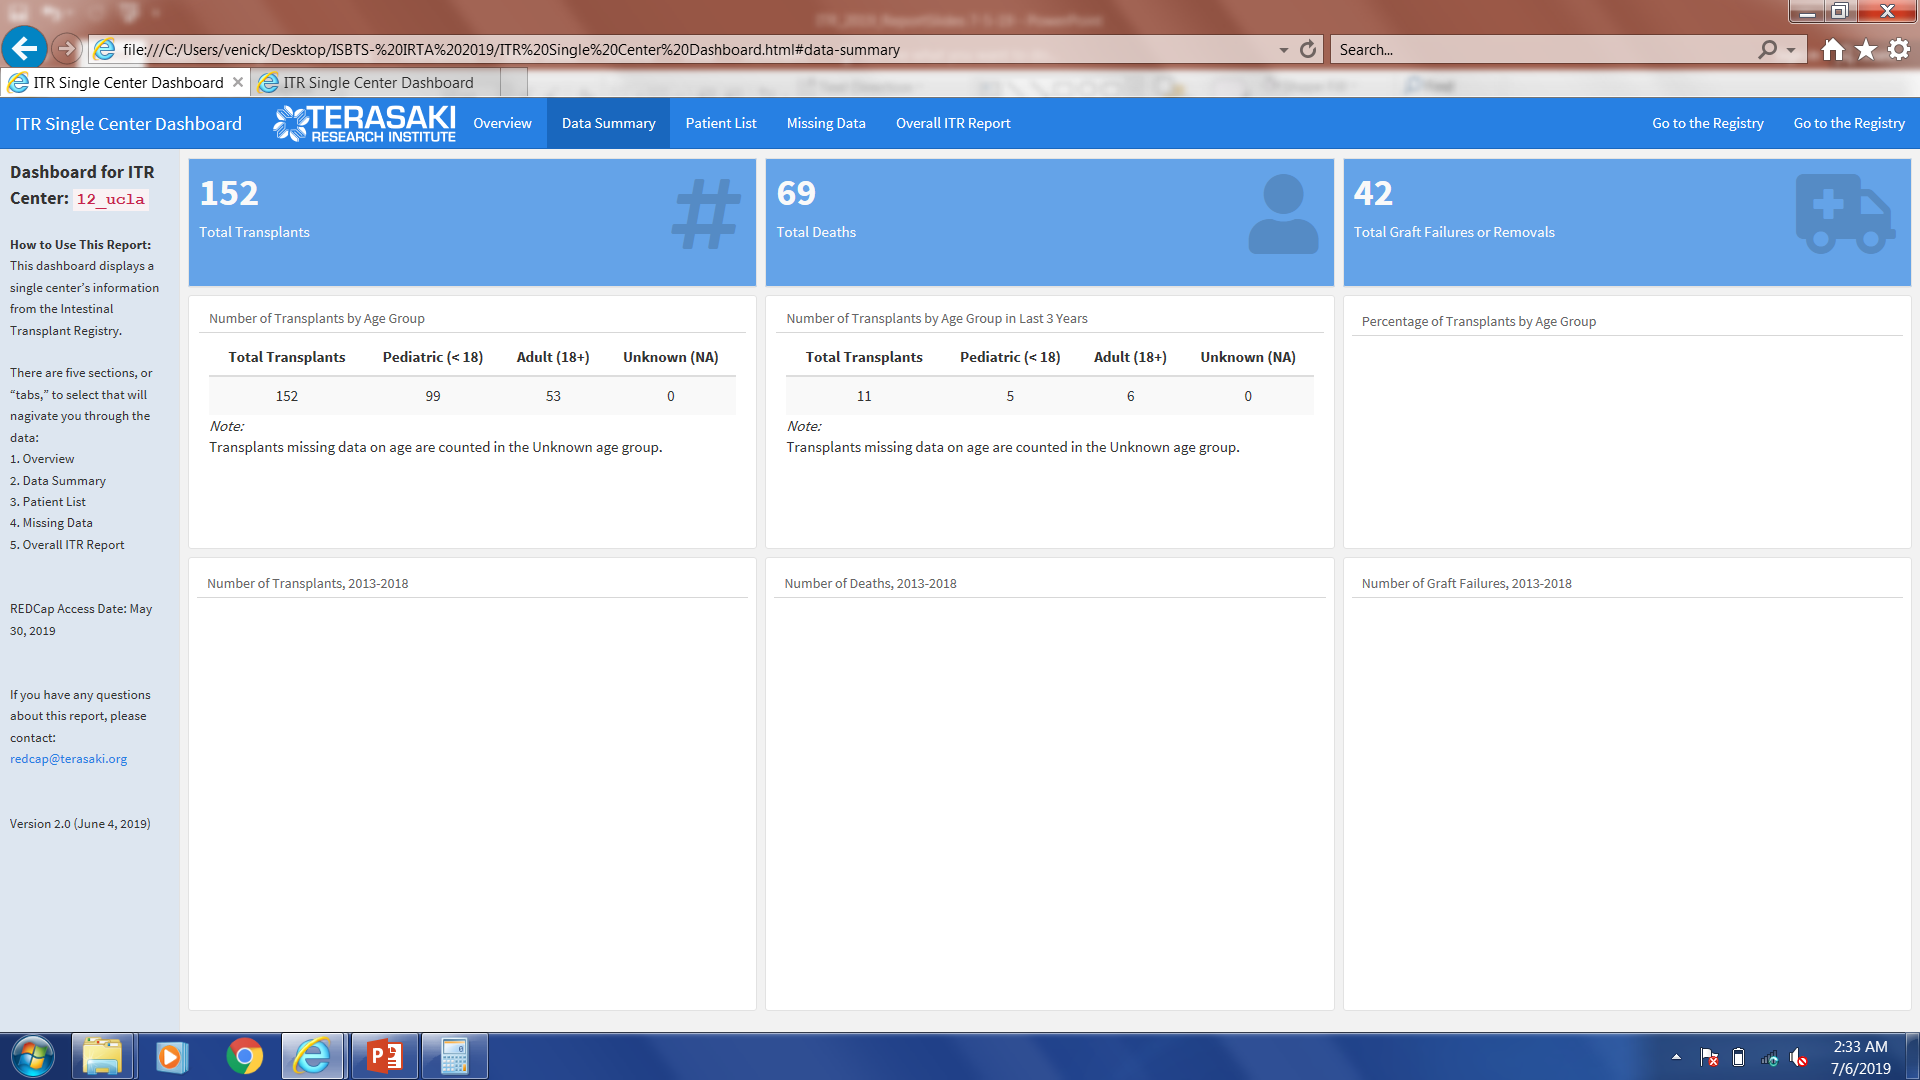 ITR_2019_ReportSlides 7-5-19 - PowerPoint
file:///C:/Users/venick/Desktop/ISBTS-%20IRTA%202019/ITR%20Single%20Center%20Dashboard.html#data-summary
Search...
ITR Single Center Dashboard
ITR Single Center Dashboard
Find
ITR Single Center Dashboard
TERASAKI
RESEARCH INSTITUTE
Overview
Data Summary
Patient List
Missing Data
Overall ITR Report
Go to the Registry
Go to the Registry
Dashboard for ITR
Center: 12_ucla
How to Use This Report:
This dashboard displays a
single center's information
from the Intestinal
Transplant Registry.
There are five sections, or
“tabs,” to select that will
nagivate you through the
data:
1. Overview
2. Data Summary
3. Patient List
4. Missing Data
5. Overall ITR Report
REDCap Access Date: May
30, 2019
If you have any questions
about this report, please
contact:
redcap@terasaki.org
Version 2.0 (June 4, 2019)
152
Total Transplants
69
Total Deaths
42
Total Graft Failures or Removals
Number of Transplants by Age Group
Total Transplants Pediatric (< 18) Adult (18+) Unknown (NA)
152 99 53 0
Note:
Transplants missing data on age are counted in the Unknown age group.
Number of Transplants by Age Group in Last 3 Years
Total Transplants Pediatric (< 18) Adult (18+) Unknown (NA)
11 5 6 0
Note:
Transplants missing data on age are counted in the Unknown age group.
Percentage of Transplants by Age Group
Number of Transplants, 2013-2018
Number of Deaths, 2013-2018
Number of Graft Failures, 2013-2018
2:33 AM
7/6/2019